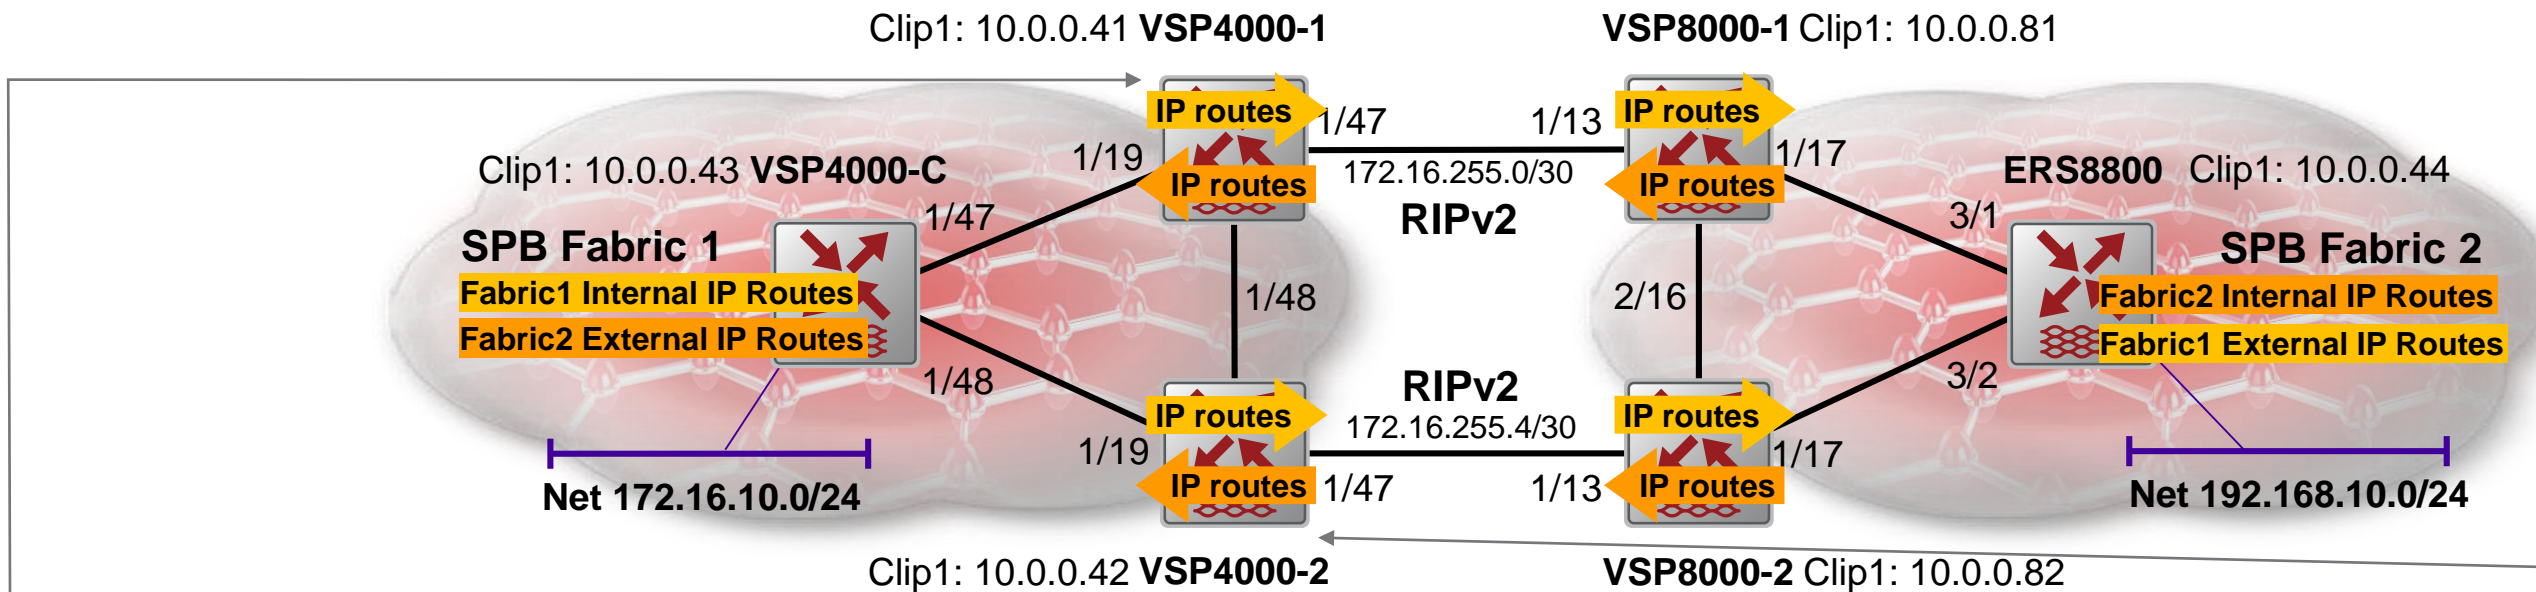 Clip1: 10.0.0.41 VSP4000-1
VSP8000-1 Clip1: 10.0.0.81
IP routes
1/47
1/13
IP routes
Clip1: 10.0.0.43 VSP4000-C
1/19
IP routes
172.16.255.0/30
RIPv2
IP routes
1/17
ERS8800 Clip1: 10.0.0.44
1/47
3/1
SPB Fabric 1
SPB Fabric 2
Fabric1 Internal IP Routes
Fabric2 External IP Routes
1/48
2/16
Fabric2 Internal IP Routes
Fabric1 External IP Routes
1/48
3/2
RIPv2
172.16.255.4/30
IP routes
IP routes
1/19
IP routes
1/47
1/13
IP routes
1/17
Net 172.16.10.0/24
Net 192.168.10.0/24
Clip1: 10.0.0.42 VSP4000-2
VSP8000-2 Clip1: 10.0.0.82